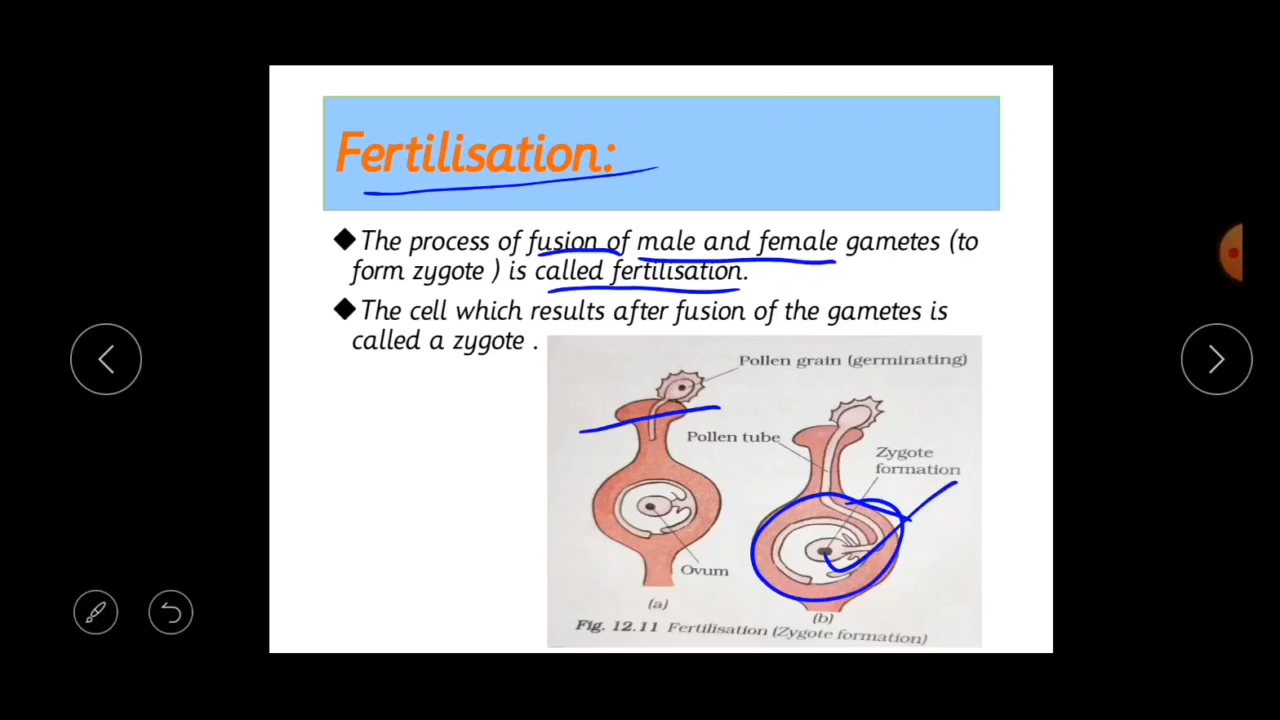 Fertilisation:
◆The process of fusion of male and female gametes (to
form zygote ) is called fertilisation.
◆The cell which results after fusion of the gametes is
called a zygote .
Pollen grain (germinating)
Pollen tube
Zygote
formation
Ovum
(a)
(b)
Fig. 12.11 Fertilisation (Zygote formation)